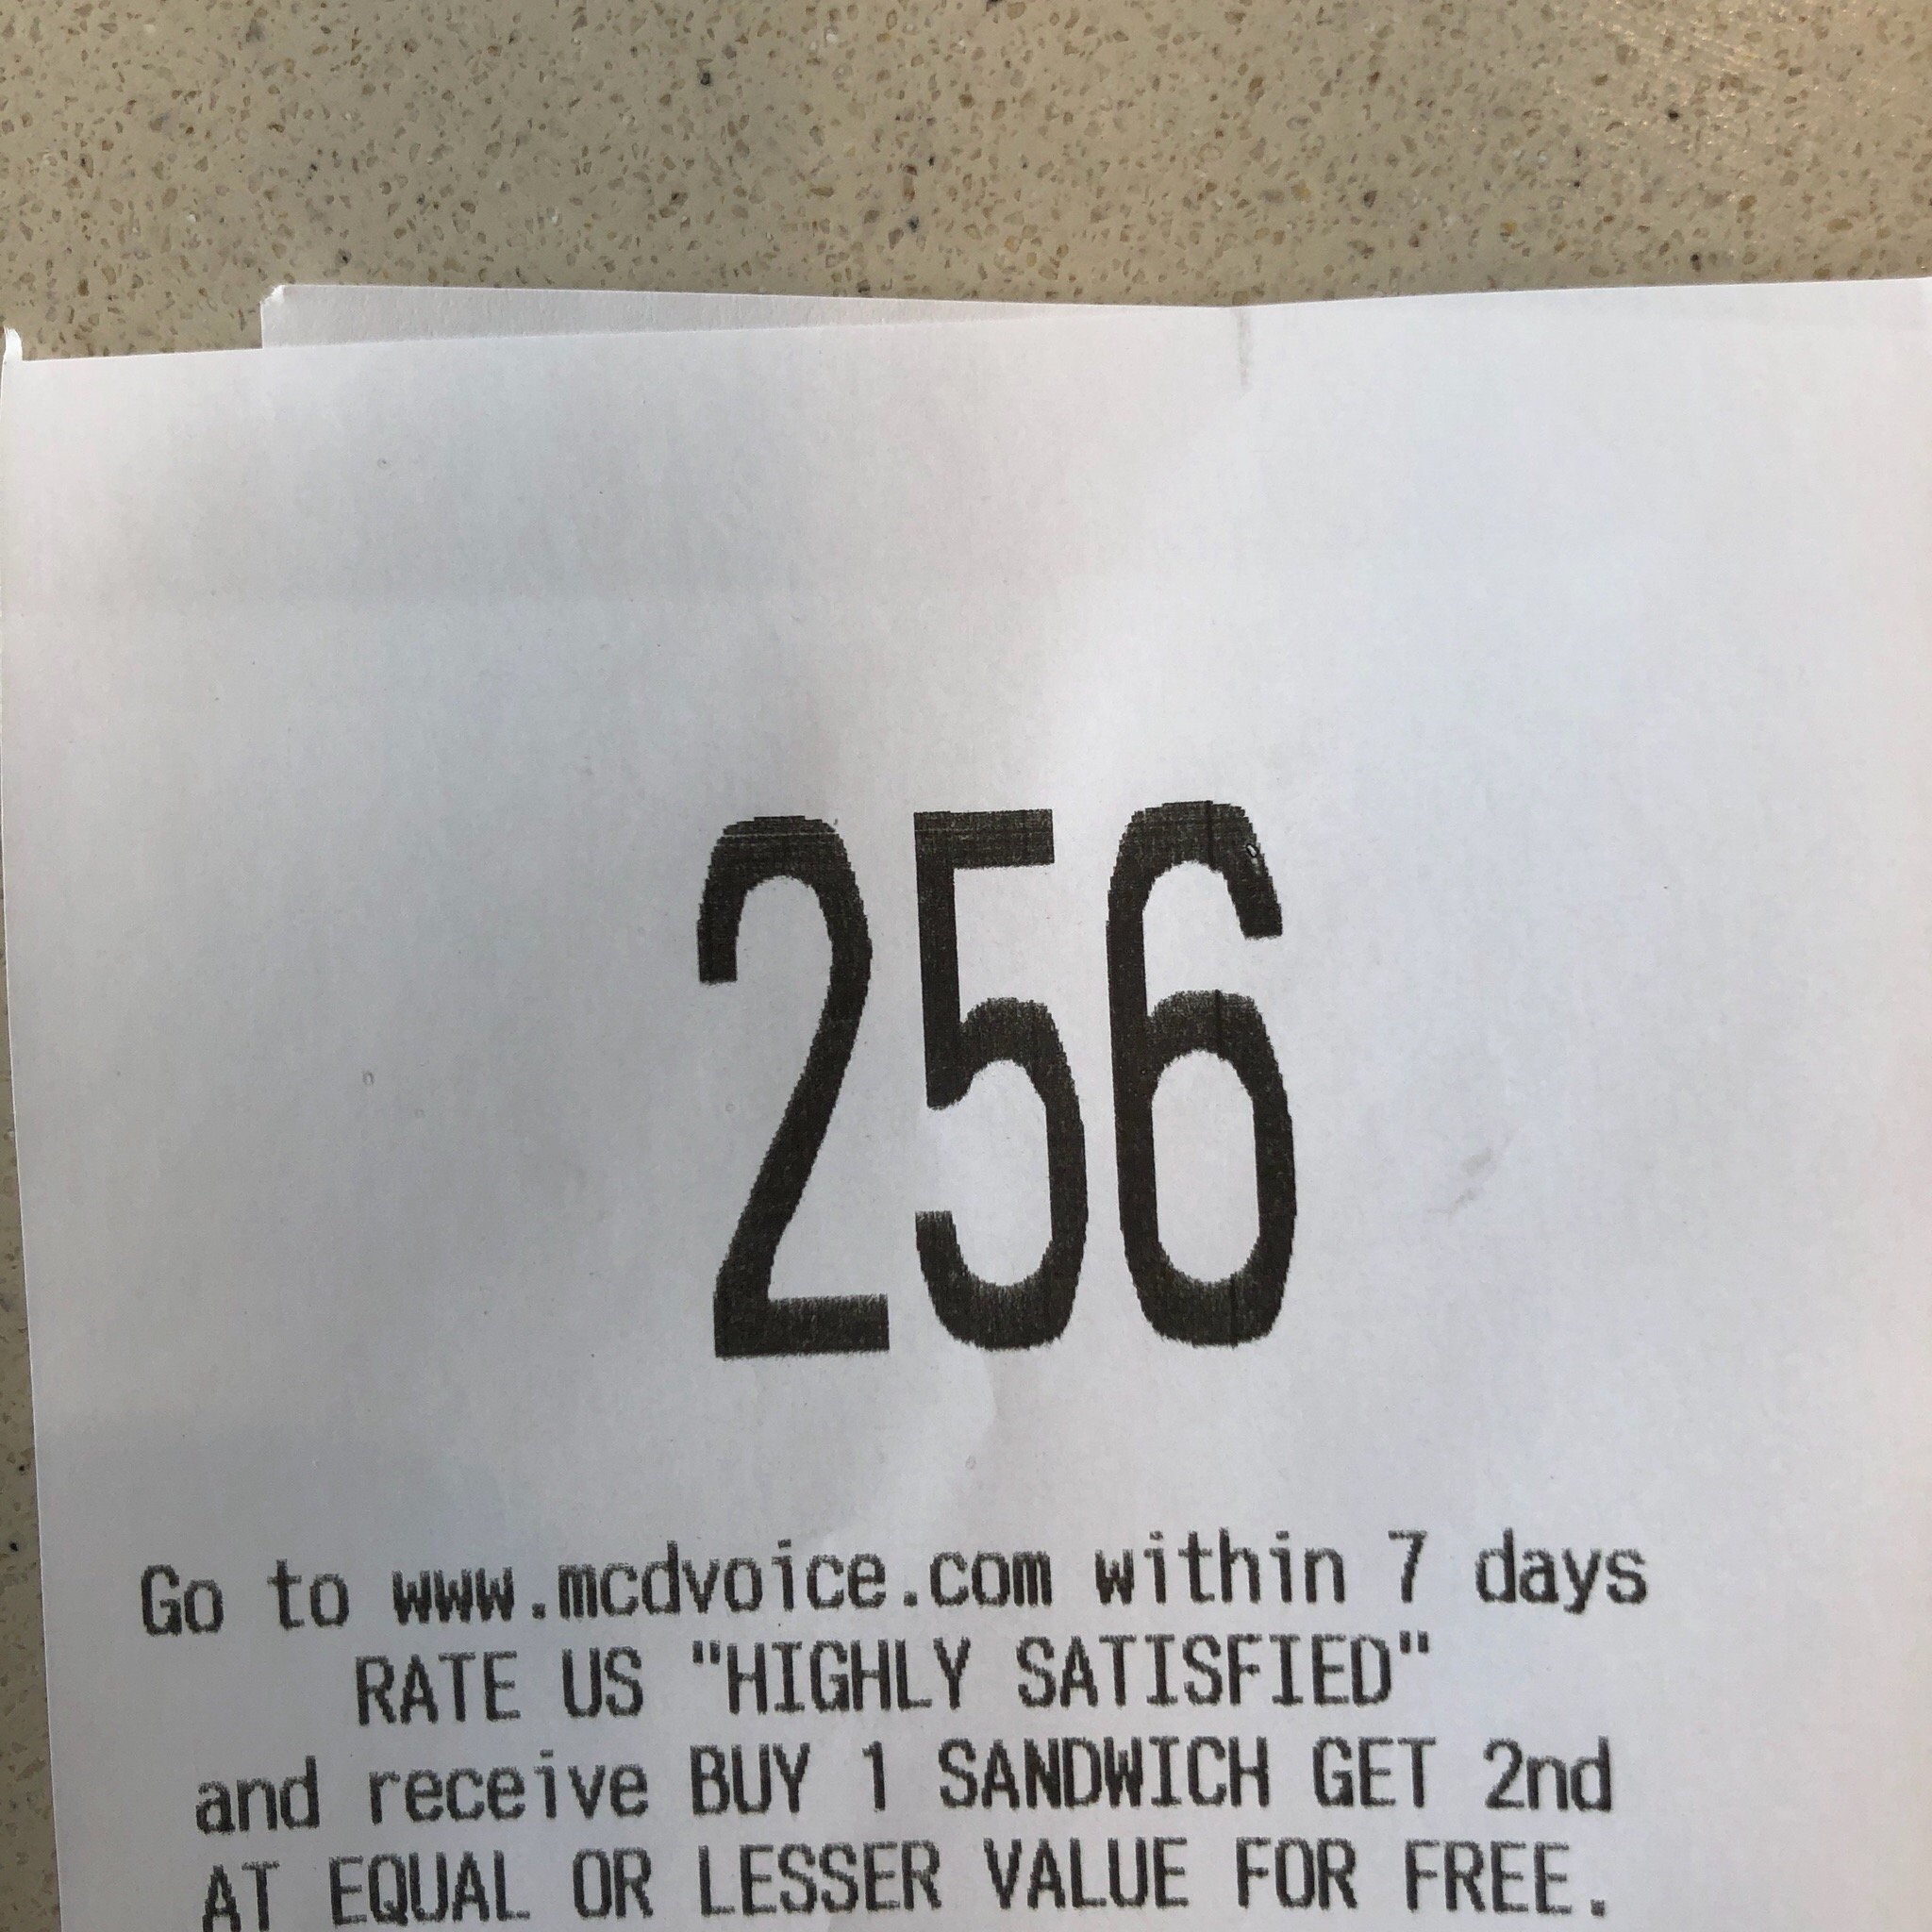 256
Go to www.mcdvoice.com within 7 days
RATE US "HIGHLY SATISFIED"
and receive BUY 1 SANDWICH GET 2nd
AT EQUAL OR LESSER VALUE FOR FREE.